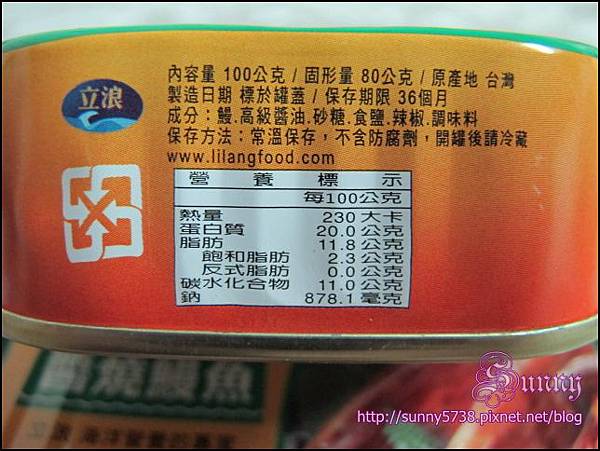 立浪
內容量 100公克 / 固形量 80公克 / 原產地 台灣
製造日期 標於罐蓋 / 保存期限 36個月
成分：鰻.高級醬油.砂糖.食鹽.辣椒.調味料
保存方法：常溫保存，不含防腐劑，開罐後請冷藏
www.lilangfood.com
營養標示
每100公克
熱量 230 大卡
蛋白質 20.0 公克
脂肪 11.8 公克
飽和脂肪 2.3 公克
反式脂肪 0.0 公克
碳水化合物 11.0 公克
鈉 878.1 毫克
燒鰻魚
Sunny
http://sunny5738.pixnet.net/blog